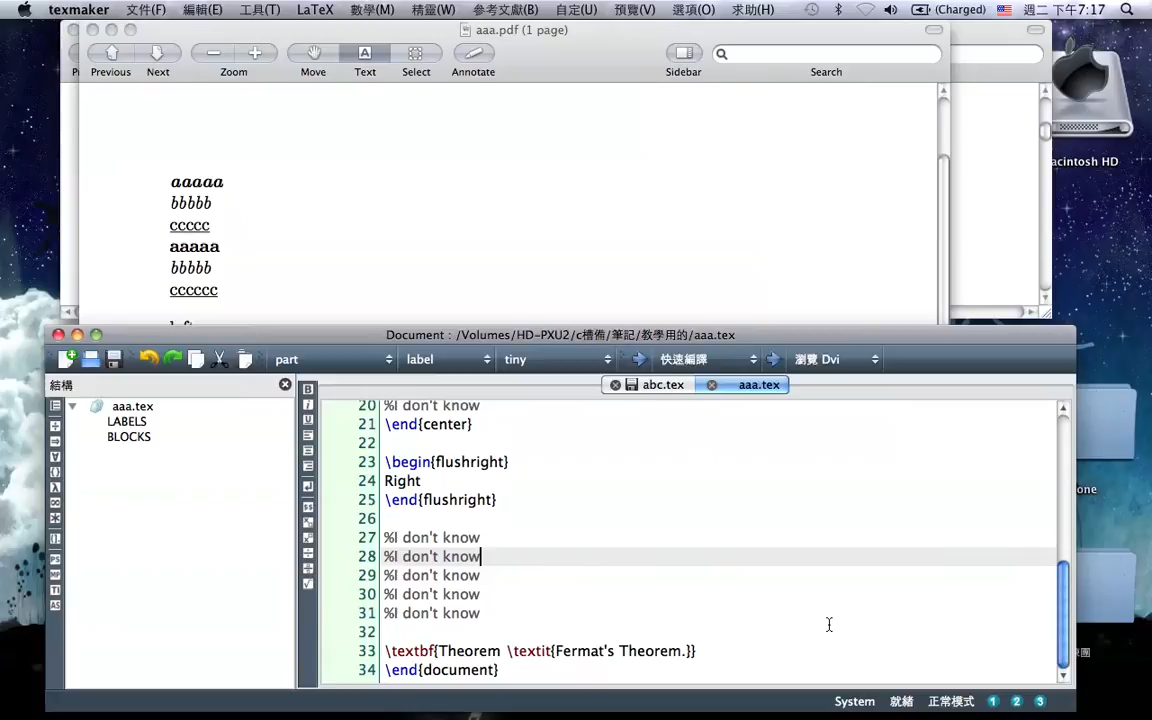 texmaker 文件(F) 編輯(E) 工具(T) LaTeX 數學(M) 精靈(W) 參考文獻(B) 自定(U) 預覽(V) 選項(O) 求助(H) (Charged) 週二 下午7:17
aaa.pdf (1 page)
Previous Next Zoom Move Text Select Annotate Sidebar Search
acintosh HD
aaaaa
bbbbb
ccccc
aaaaa
bbbbb
cccccc
Document : /Volumes/HD-PXU2/c槽備/筆記/教學用的/aaa.tex
part label tiny 快速編譯 瀏覽 Dvi
結構 abc.tex aaa.tex
aaa.tex
LABELS
BLOCKS
20 %I don't know
21 \end{center}
22
23 \begin{flushright}
24 Right
25 \end{flushright}
26
27 %I don't know
28 %I don't know
29 %I don't know
30 %I don't know
31 %I don't know
32
33 \textbf{Theorem \textit{Fermat's Theorem.}}
34 \end{document}
one
System 就緒 正常模式 1 2 3